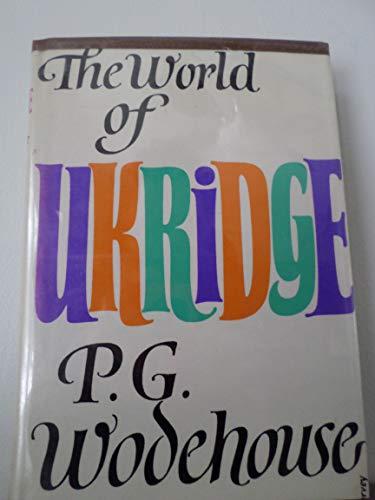 The World
of
UKRiDGE
P. G.
Wodehouse